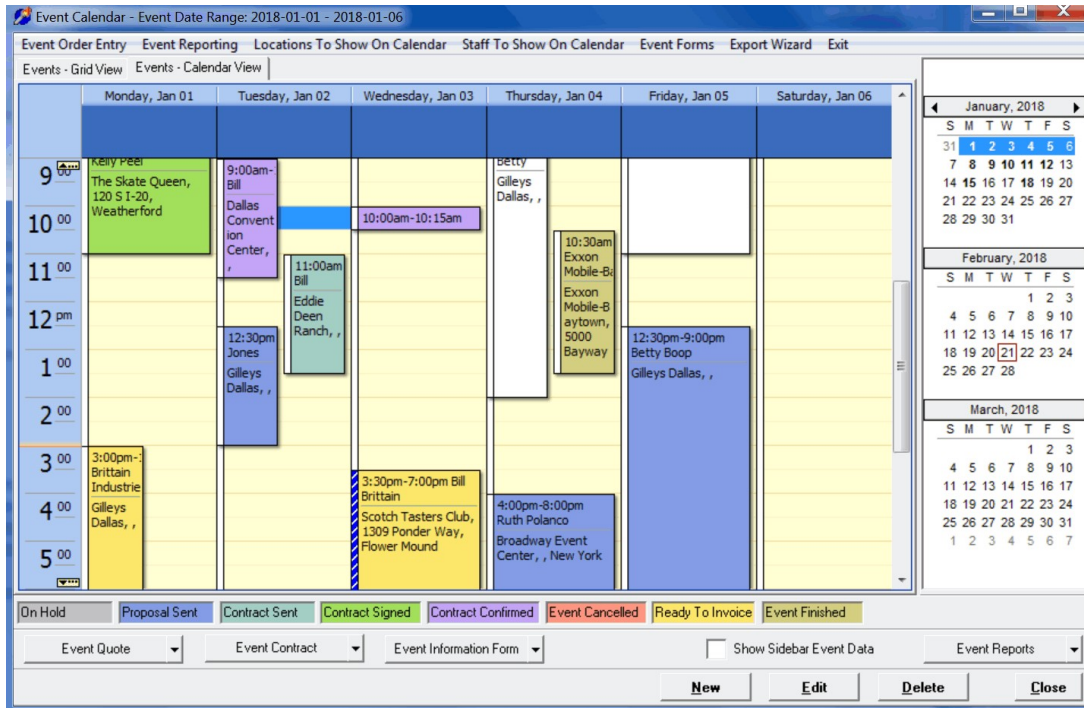 Event Calendar - Event Date Range: 2018-01-01 - 2018-01-06
Event Order Entry Event Reporting Locations To Show On Calendar Staff To Show On Calendar Event Forms Export Wizard Exit
Events - Grid View Events - Calendar View
Monday, Jan 01 Tuesday, Jan 02 Wednesday, Jan 03 Thursday, Jan 04 Friday, Jan 05 Saturday, Jan 06
9 00
10 00
11 00
12 pm
1 00
2 00
3 00
4 00
5 00
Kelly Peel
The Skate Queen,
120 S I-20,
Weatherford
3:00pm-
Brittain
Industrie
Gilleys
Dallas, ,
9:00am-
Bill
Dallas
Convent
ion
Center,
,
11:00am
Bill
Eddie
Deen
Ranch, ,
12:30pm
Jones
Gilleys
Dallas, ,
10:00am-10:15am
3:30pm-7:00pm Bill
Brittain
Scotch Tasters Club,
1309 Ponder Way,
Flower Mound
Betty
Gilleys
Dallas, ,
10:30am
Exxon
Mobile-Ba
Exxon
Mobile-B
aytown,
5000
Bayway
4:00pm-8:00pm
Ruth Polanco
Broadway Event
Center, , New York
12:30pm-9:00pm
Betty Boop
Gilleys Dallas, ,
January, 2018
S M T W T F S
31 1 2 3 4 5 6
7 8 9 10 11 12 13
14 15 16 17 18 19 20
21 22 23 24 25 26 27
28 29 30 31
February, 2018
S M T W T F S
1 2 3
4 5 6 7 8 9 10
11 12 13 14 15 16 17
18 19 20 21 22 23 24
25 26 27 28
March, 2018
S M T W T F S
1 2 3
4 5 6 7 8 9 10
11 12 13 14 15 16 17
18 19 20 21 22 23 24
25 26 27 28 29 30 31
1 2 3 4 5 6 7
On Hold Proposal Sent Contract Sent Contract Signed Contract Confirmed Event Cancelled Ready To Invoice Event Finished
Event Quote Event Contract Event Information Form Show Sidebar Event Data Event Reports
New Edit Delete Close